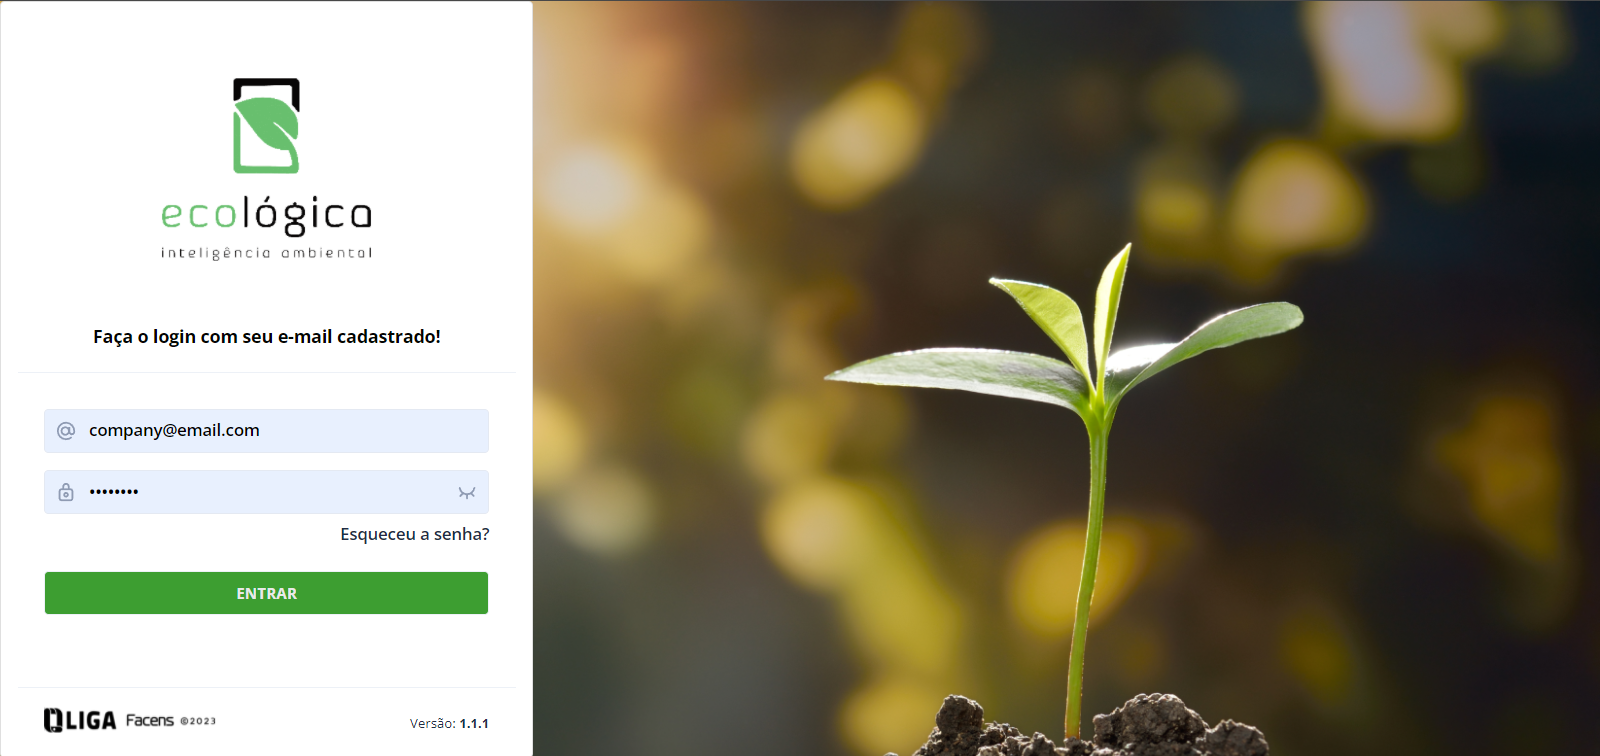 ecológica
inteligência ambiental
Faça o login com seu e-mail cadastrado!
@ company@email.com
••••••••
Esqueceu a senha?
ENTRAR
LIGA Facens ©2023
Versão: 1.1.1